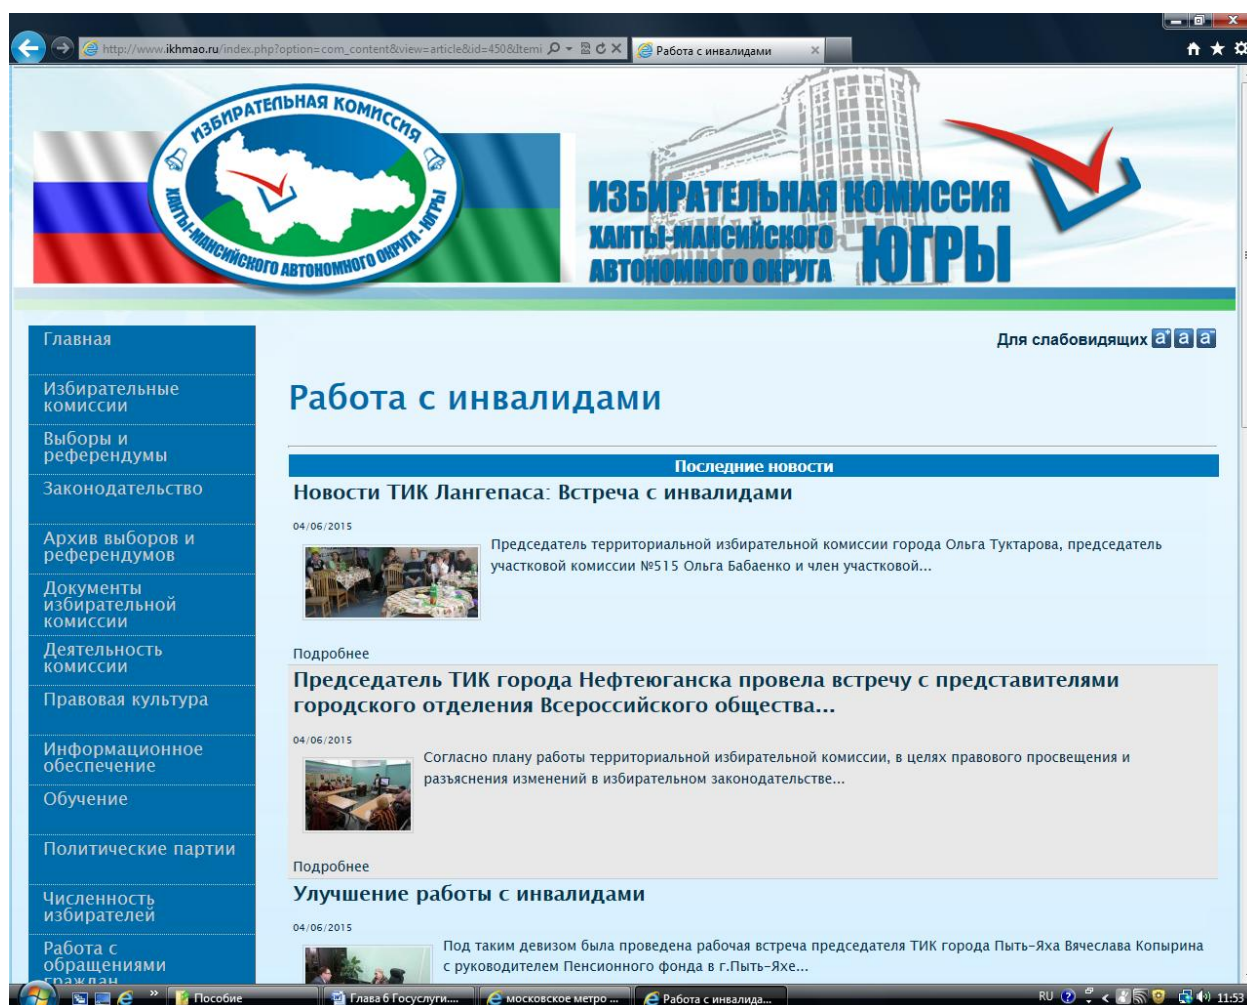 http://www.ikhmao.ru/index.php?option=com_content&view=article&id=450&Itemi
Работа с инвалидами
ИЗБИРАТЕЛЬНАЯ КОМИССИЯ
ХАНТЫ-МАНСИЙСКОГО АВТОНОМНОГО ОКРУГА-ЮГРЫ
ИЗБИРАТЕЛЬНАЯ КОМИССИЯ
ХАНТЫ-МАНСИЙСКОГО
АВТОНОМНОГО ОКРУГА ЮГРЫ
Для слабовидящих a+ a a-
Главная
Избирательные
комиссии
Выборы и
референдумы
Законодательство
Архив выборов и
референдумов
Документы
избирательной
комиссии
Деятельность
комиссии
Правовая культура
Информационное
обеспечение
Обучение
Политические партии
Численность
избирателей
Работа с
обращениями
граждан
Работа с инвалидами
Последние новости
Новости ТИК Лангепаса: Встреча с инвалидами
04/06/2015
Председатель территориальной избирательной комиссии города Ольга Туктарова, председатель
участковой комиссии №515 Ольга Бабаенко и член участковой...
Подробнее
Председатель ТИК города Нефтеюганска провела встречу с представителями
городского отделения Всероссийского общества...
04/06/2015
Согласно плану работы территориальной избирательной комиссии, в целях правового просвещения и
разъяснения изменений в избирательном законодательстве...
Подробнее
Улучшение работы с инвалидами
04/06/2015
Под таким девизом была проведена рабочая встреча председателя ТИК города Пыть-Яха Вячеслава Копырина
с руководителем Пенсионного фонда в г.Пыть-Яхе...
Пособие
Глава 6 Госуслуги....
московское метро ...
Работа с инвалида...
RU
11:53